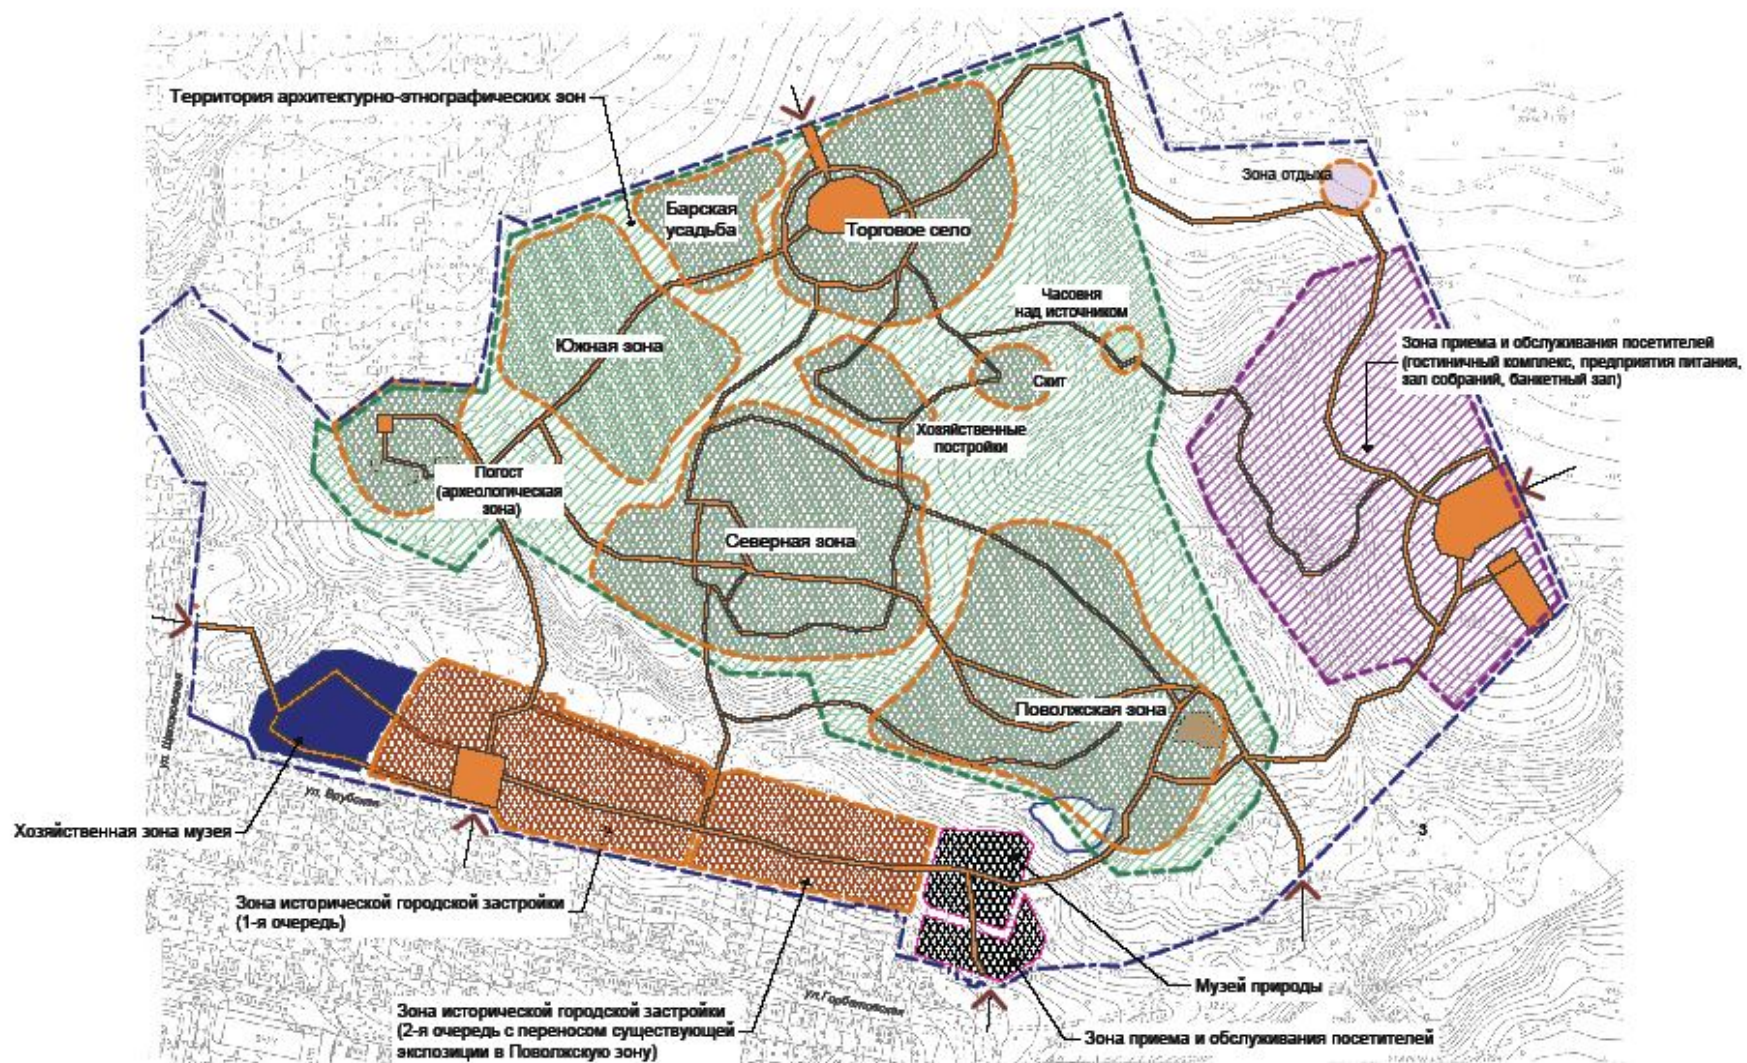 Территория архитектурно-этнографических зон
Зона отдыха
Барская
усадьба
Торговое село
Часовня
над источником
Южная зона
Зона приема и обслуживания посетителей
(гостиничный комплекс, предприятия питания,
зал собраний, банкетный зал)
Скит
Хозяйственные
постройки
Погост
(археологическая
зона)
Северная зона
Поволжская зона
ул. Щелоковская
ул. Врубская
Хозяйственная зона музея
3
Зона исторической городской застройки
(1-я очередь)
Музей природы
ул.Горбатовская
Зона исторической городской застройки
(2-я очередь с переносом существующей
экспозиции в Поволжскую зону)
Зона приема и обслуживания посетителей